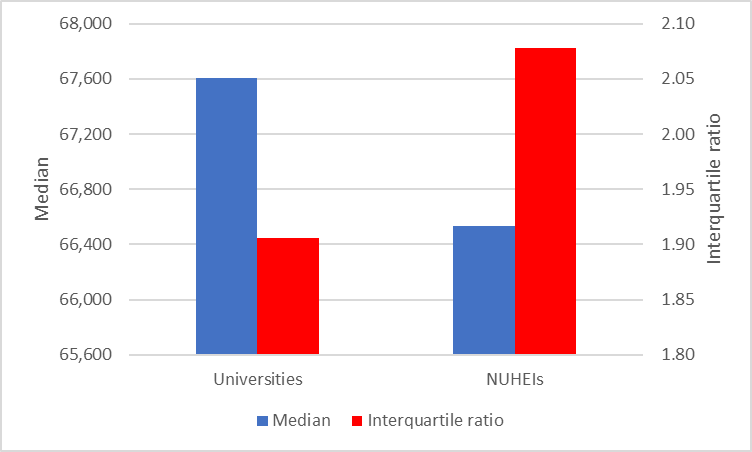 68,000
67,600
67,200
66,800
66,400
66,000
65,600
Median
2.10
2.05
2.00
1.95
1.90
1.85
1.80
Interquartile ratio
Universities
NUHEIs
Median
Interquartile ratio